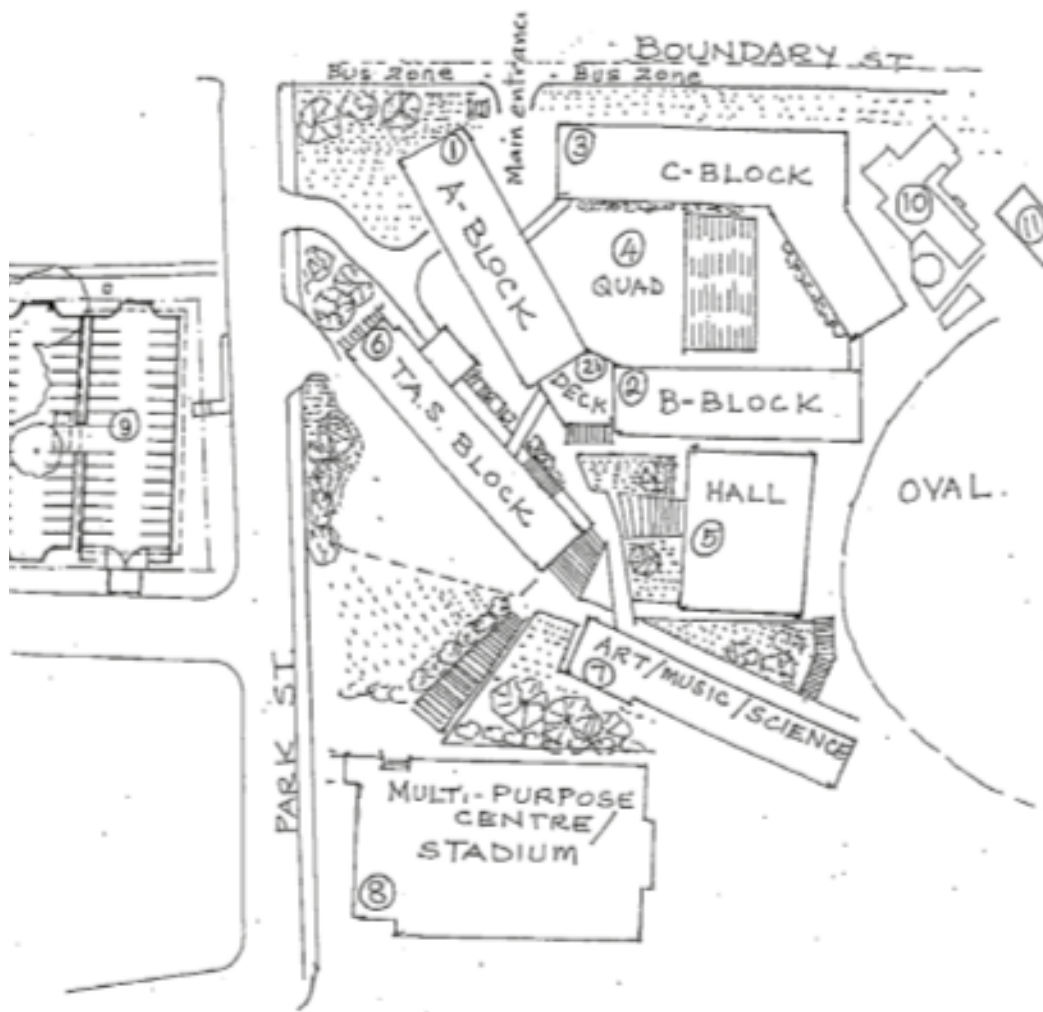 BOUNDARY ST
Bus zone
Bus zone
Main entrance
1
A-BLOCK
3
C-BLOCK
10
11
4
QUAD
6
T.A.S. BLOCK
2b
DECK
2
B-BLOCK
9
HALL
5
OVAL.
ART/MUSIC/SCIENCE
7
PARK ST
MULTI-PURPOSE
CENTRE/
STADIUM
8